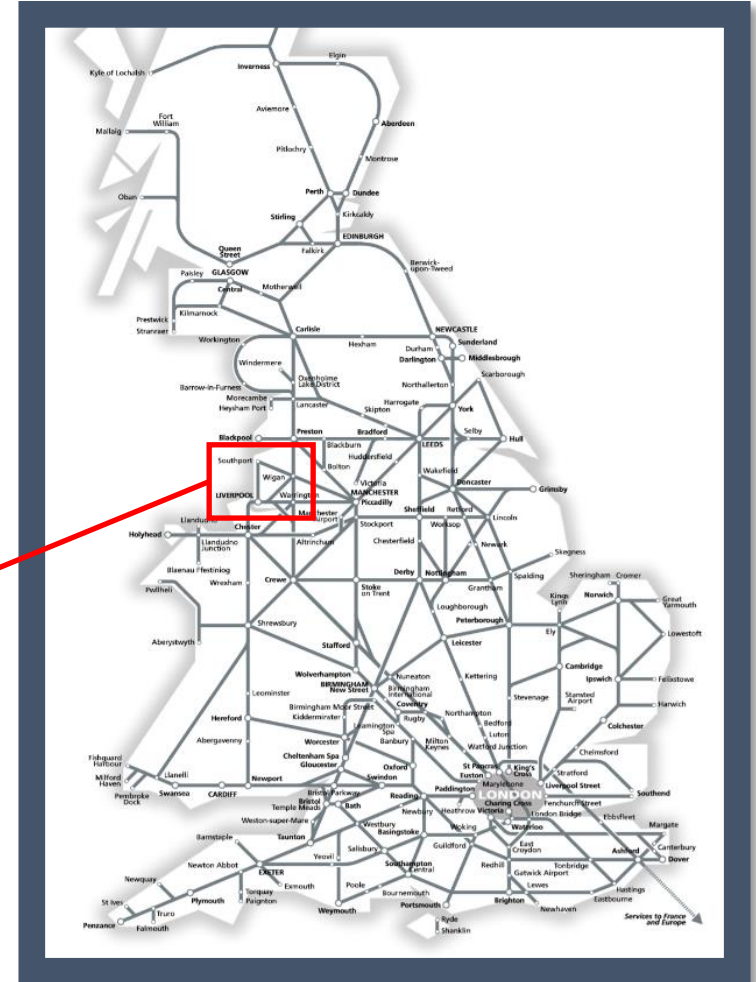 Elgin
Inverness
Kyle of Lochalsh
Aviemore
Fort
William
Aberdeen
Mallaig
Pitlochry
Montrose
Perth
Dundee
Oban
Stirling
Kirkcaldy
EDINBURGH
Queen
Street
Falkirk
Berwick-
upon-Tweed
Paisley
GLASGOW
Central
Motherwell
Prestwick
Kilmarnock
Stranraer
Carlisle
NEWCASTLE
Workington
Hexham
Durham
Sunderland
Darlington
Middlesbrough
Windermere
Scarborough
Oxenholme
Lake District
Barrow-in-Furness
Northallerton
Morecambe
Heysham Port
Lancaster
Harrogate
York
Skipton
Blackpool
Preston
Bradford
Selby
Blackburn
LEEDS
Hull
Southport
Huddersfield
Bolton
Wakefield
Wigan
Victoria
MANCHESTER
Piccadilly
Doncaster
Grimsby
LIVERPOOL
Warrington
Manchester
Airport
Sheffield
Retford
Llandudno
Chester
Stockport
Worksop
Lincoln
Holyhead
Llandudno
Junction
Altrincham
Chesterfield
Newark
Skegness
Blaenau Ffestiniog
Wrexham
Crewe
Stoke
on Trent
Derby
Nottingham
Grantham
Spalding
Sheringham
Cromer
Pwllheli
Kings
Lynn
Norwich
Great
Yarmouth
Loughborough
Shrewsbury
Peterborough
Ely
Lowestoft
Aberystwyth
Stafford
Leicester
Wolverhampton
Cambridge
BIRMINGHAM
New Street
Nuneaton
Kettering
Ipswich
Felixstowe
Leominster
Birmingham
International
Stevenage
Stansted
Airport
Birmingham Moor Street
Coventry
Harwich
Hereford
Kidderminster
Rugby
Northampton
Leamington
Spa
Bedford
Colchester
Abergavenny
Worcester
Banbury
Milton
Keynes
Luton
Watford Junction
Chelmsford
Fishguard
Harbour
Cheltenham Spa
Gloucester
Oxford
St Pancras
King's
Cross
Euston
Stratford
Milford
Haven
Llanelli
Newport
Swindon
Marylebone
Liverpool Street
Pembroke
Dock
Swansea
CARDIFF
Bristol Parkway
Reading
Paddington
LONDON
Southend
Bristol
Temple Meads
Bath
Newbury
Heathrow
Victoria
Charing Cross
Fenchurch Street
London Bridge
Ebbsfleet
Weston-super-Mare
Westbury
Waterloo
Margate
Barnstaple
Taunton
Basingstoke
Woking
East
Croydon
Canterbury
Salisbury
Guildford
Ashford
Dover
Newton Abbot
Yeovil
Southampton
Central
Redhill
Tonbridge
Newquay
EXETER
Gatwick Airport
Exmouth
Poole
Lewes
Hastings
St Ives
Plymouth
Torquay
Paignton
Bournemouth
Eastbourne
Truro
Weymouth
Portsmouth
Brighton
Newhaven
Penzance
Falmouth
Ryde
Shanklin
Services to France
and Europe